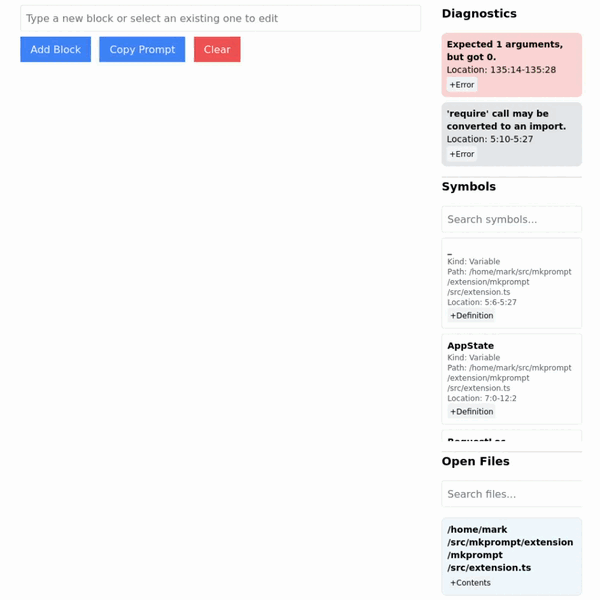 Type a new block or select an existing one to edit
Add Block
Copy Prompt
Clear
Diagnostics
Expected 1 arguments,
but got 0.
Location: 135:14-135:28
+Error
'require' call may be
converted to an import.
Location: 5:10-5:27
+Error
Symbols
Search symbols...
_
Kind: Variable
Path: /home/mark/src/mkprompt
/extension/mkprompt
/src/extension.ts
Location: 5:6-5:27
+Definition
AppState
Kind: Variable
Path: /home/mark/src/mkprompt
/extension/mkprompt
/src/extension.ts
Location: 7:0-12:2
+Definition
Open Files
Search files...
/home/mark
/src/mkprompt/extension
/mkprompt
/src/extension.ts
+Contents